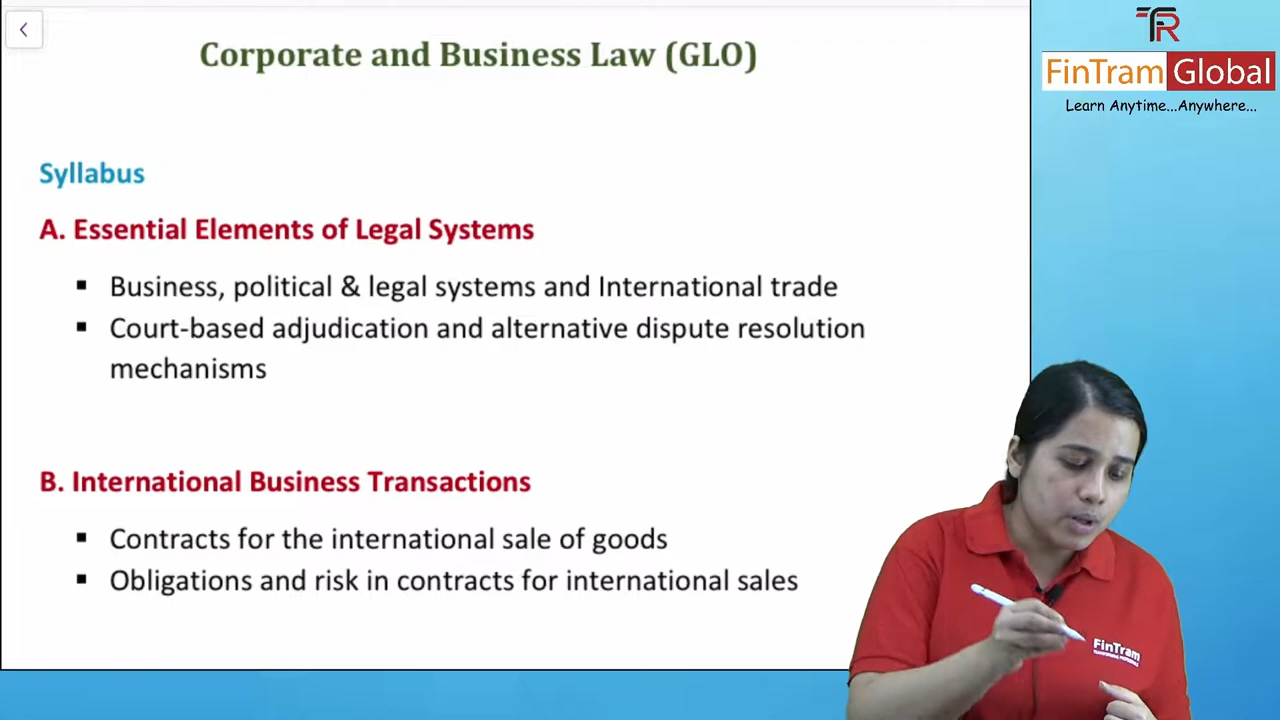 Corporate and Business Law (GLO)
TFR
FinTram Global
Learn Anytime...Anywhere...
Syllabus
A. Essential Elements of Legal Systems
▪ Business, political & legal systems and International trade
▪ Court-based adjudication and alternative dispute resolution
mechanisms
B. International Business Transactions
▪ Contracts for the international sale of goods
▪ Obligations and risk in contracts for international sales
FinTram